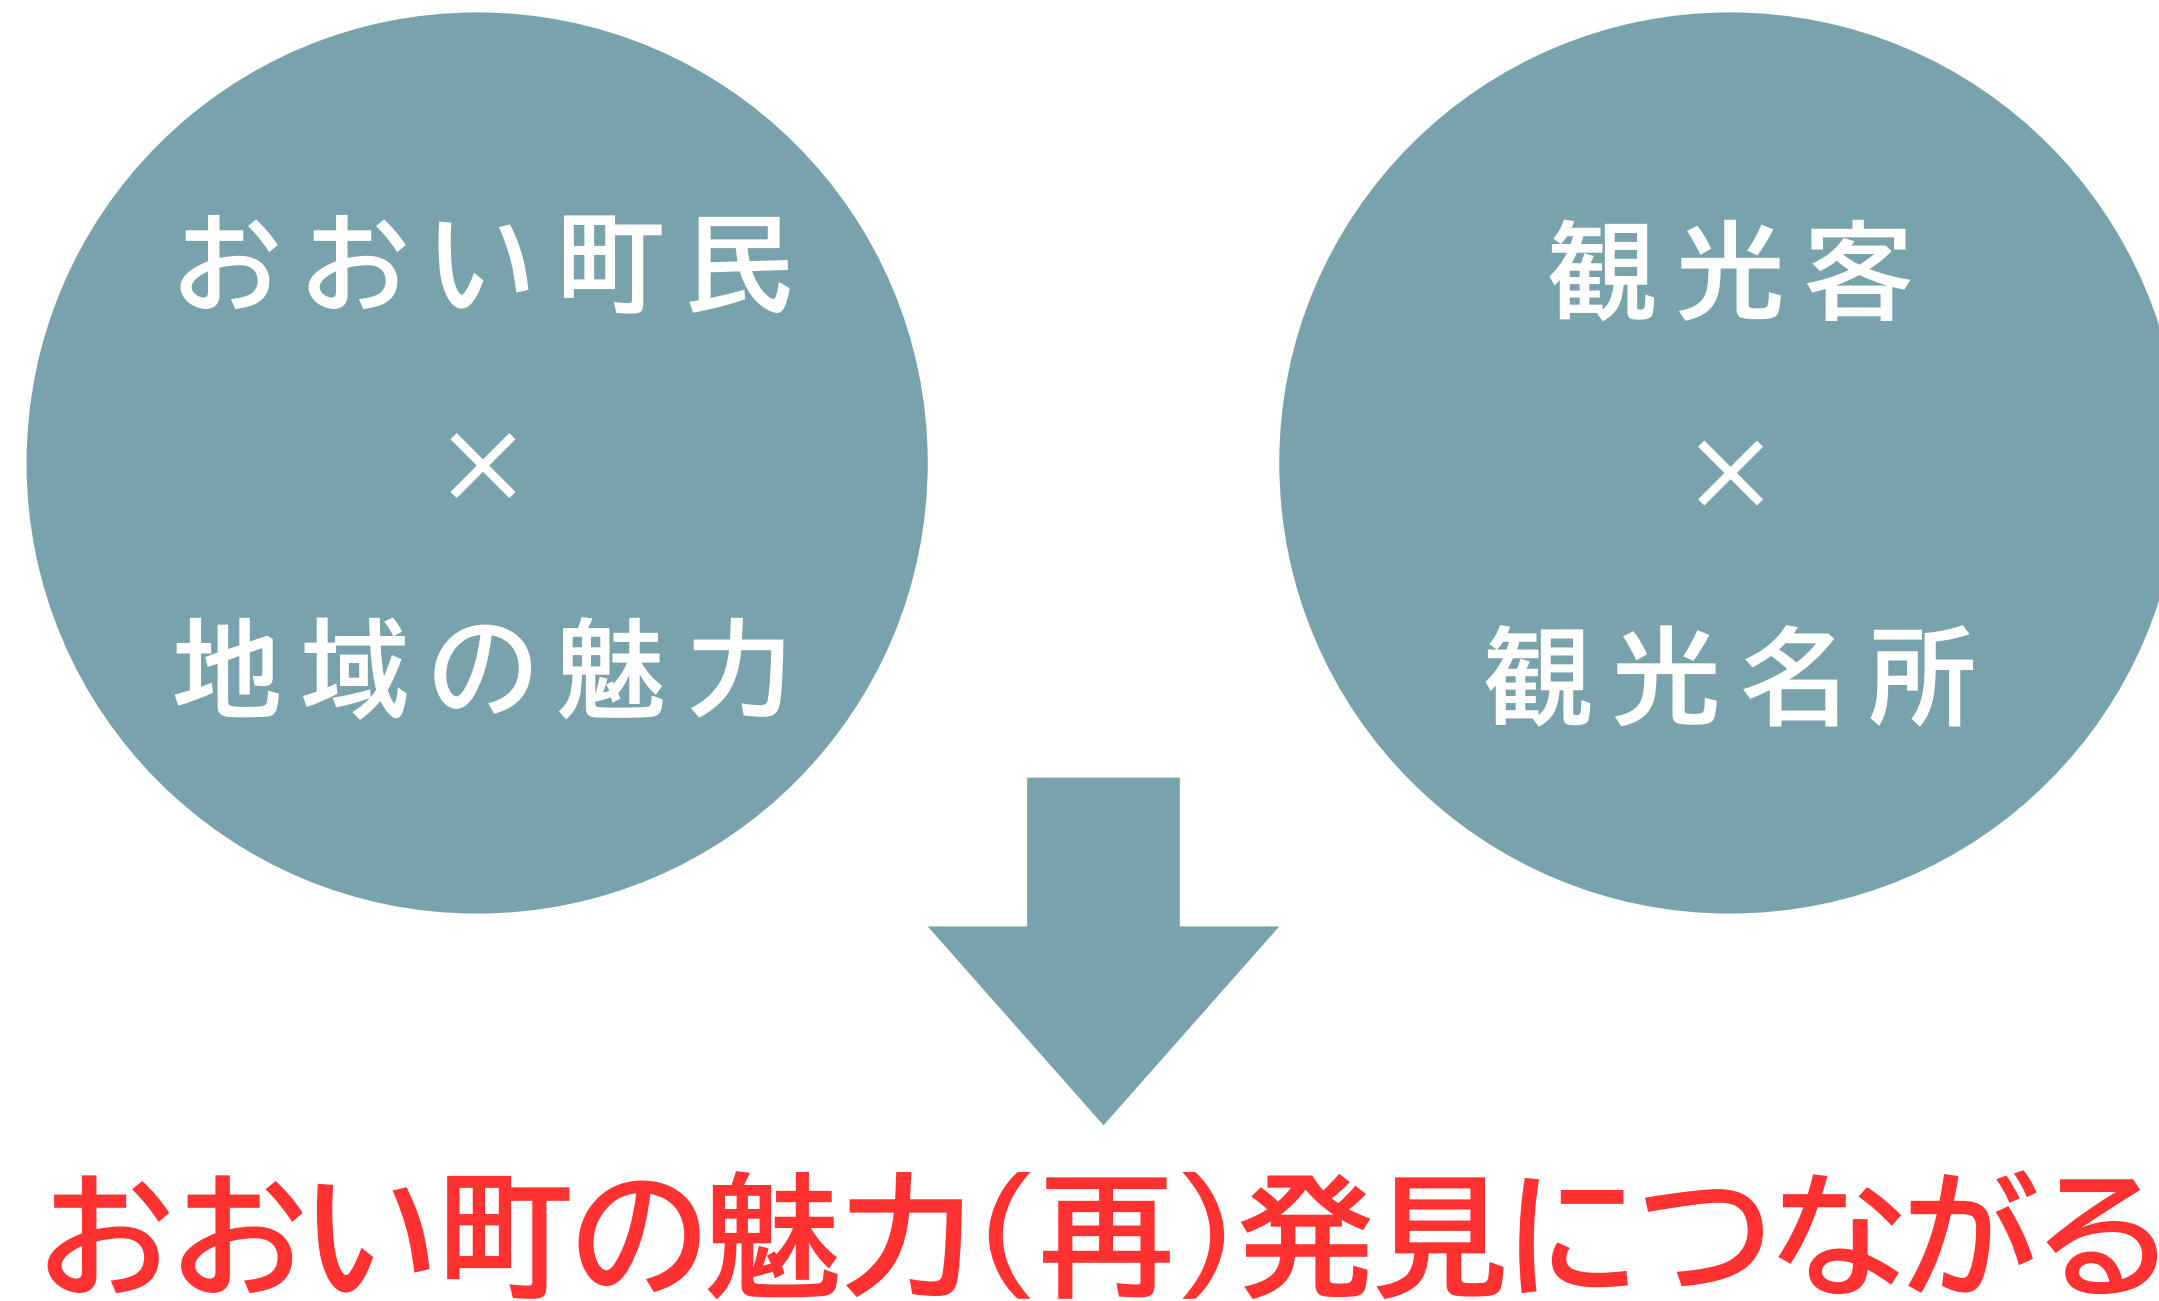 おおい町民
×
地域の魅力
観光客
×
観光名所
おおい町の魅力(再)発見につながる